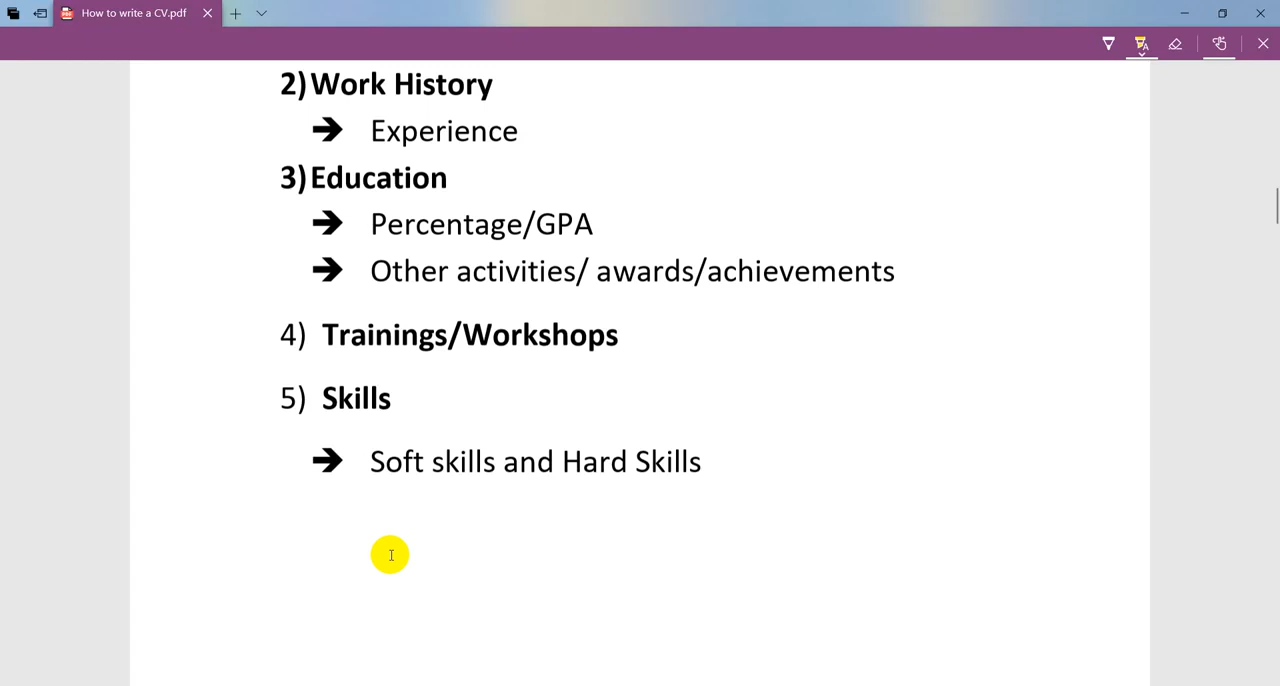 How to write a CV.pdf
2) Work History
➔ Experience
3) Education
➔ Percentage/GPA
➔ Other activities/ awards/achievements
4) Trainings/Workshops
5) Skills
➔ Soft skills and Hard Skills